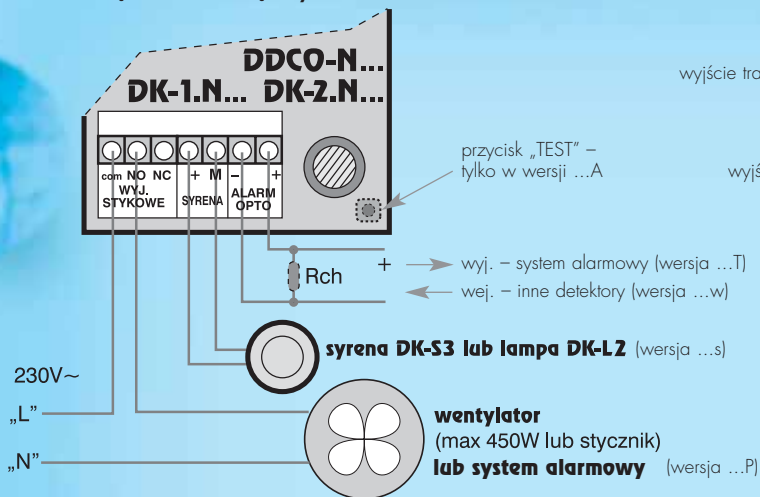 DDCO-N...
DK-1.N... DK-2.N...
wyjście tra
przycisk „TEST” –
tylko w wersji ...A
wyjś
com NO NC + M – +
WYJ. STYKOWE
SYRENA
ALARM OPTO
Rch
+
wyj. – system alarmowy (wersja ...T)
wej. – inne detektory (wersja ...w)
syrena DK-S3 lub lampa DK-L2 (wersja ...s)
230V~
„L”
„N”
wentylator
(max 450W lub stycznik)
lub system alarmowy (wersja ...P)